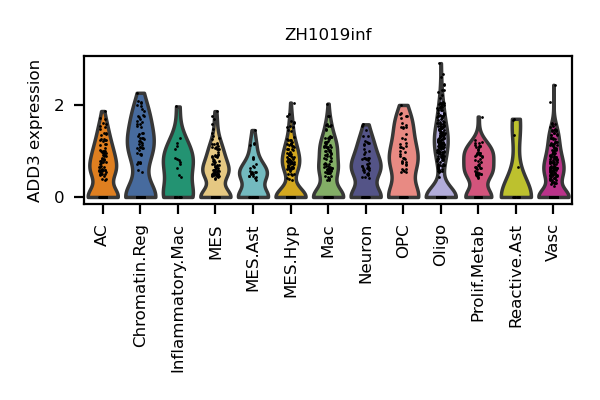 ZH1019inf
ADD3 expression
2
0
AC
Chromatin.Reg
Inflammatory.Mac
MES
MES.Ast
MES.Hyp
Mac
Neuron
OPC
Oligo
Prolif.Metab
Reactive.Ast
Vasc